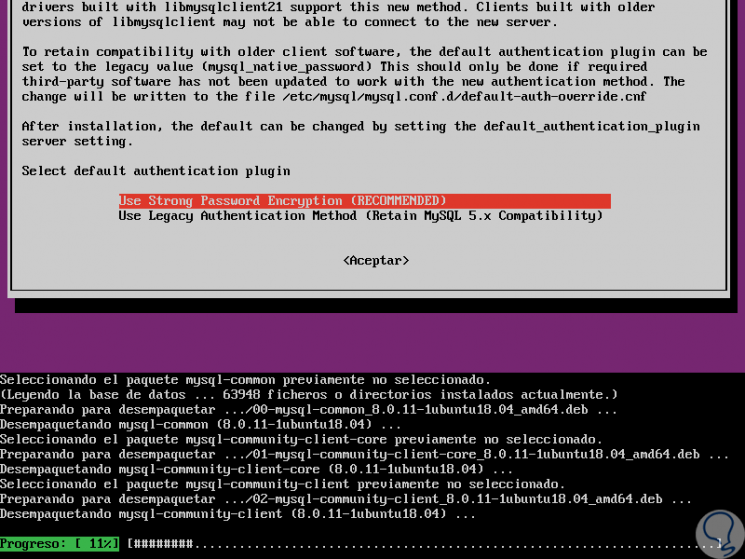 drivers built with libmysqlclient21 support this new method. Clients built with older
versions of libmysqlclient may not be able to connect to the new server.
To retain compatibility with older client software, the default authentication plugin can be
set to the legacy value (mysql_native_password) This should only be done if required
third-party software has not been updated to work with the new authentication method. The
change will be written to the file /etc/mysql/mysql.conf.d/default-auth-override.cnf
After installation, the default can be changed by setting the default_authentication_plugin
server setting.
Select default authentication plugin
Use Strong Password Encryption (RECOMMENDED)
Use Legacy Authentication Method (Retain MySQL 5.x Compatibility)
<Aceptar>
Seleccionando el paquete mysql-common previamente no seleccionado.
(Leyendo la base de datos ... 63948 ficheros o directorios instalados actualmente.)
Preparando para desempaquetar .../00-mysql-common_8.0.11-1ubuntu18.04_amd64.deb ...
Desempaquetando mysql-common (8.0.11-1ubuntu18.04) ...
Seleccionando el paquete mysql-community-client-core previamente no seleccionado.
Preparando para desempaquetar .../01-mysql-community-client-core_8.0.11-1ubuntu18.04_amd64.deb ...
Desempaquetando mysql-community-client-core (8.0.11-1ubuntu18.04) ...
Seleccionando el paquete mysql-community-client previamente no seleccionado.
Preparando para desempaquetar .../02-mysql-community-client_8.0.11-1ubuntu18.04_amd64.deb ...
Desempaquetando mysql-community-client (8.0.11-1ubuntu18.04) ...
Progreso: [ 11%] [########.......................................................................]